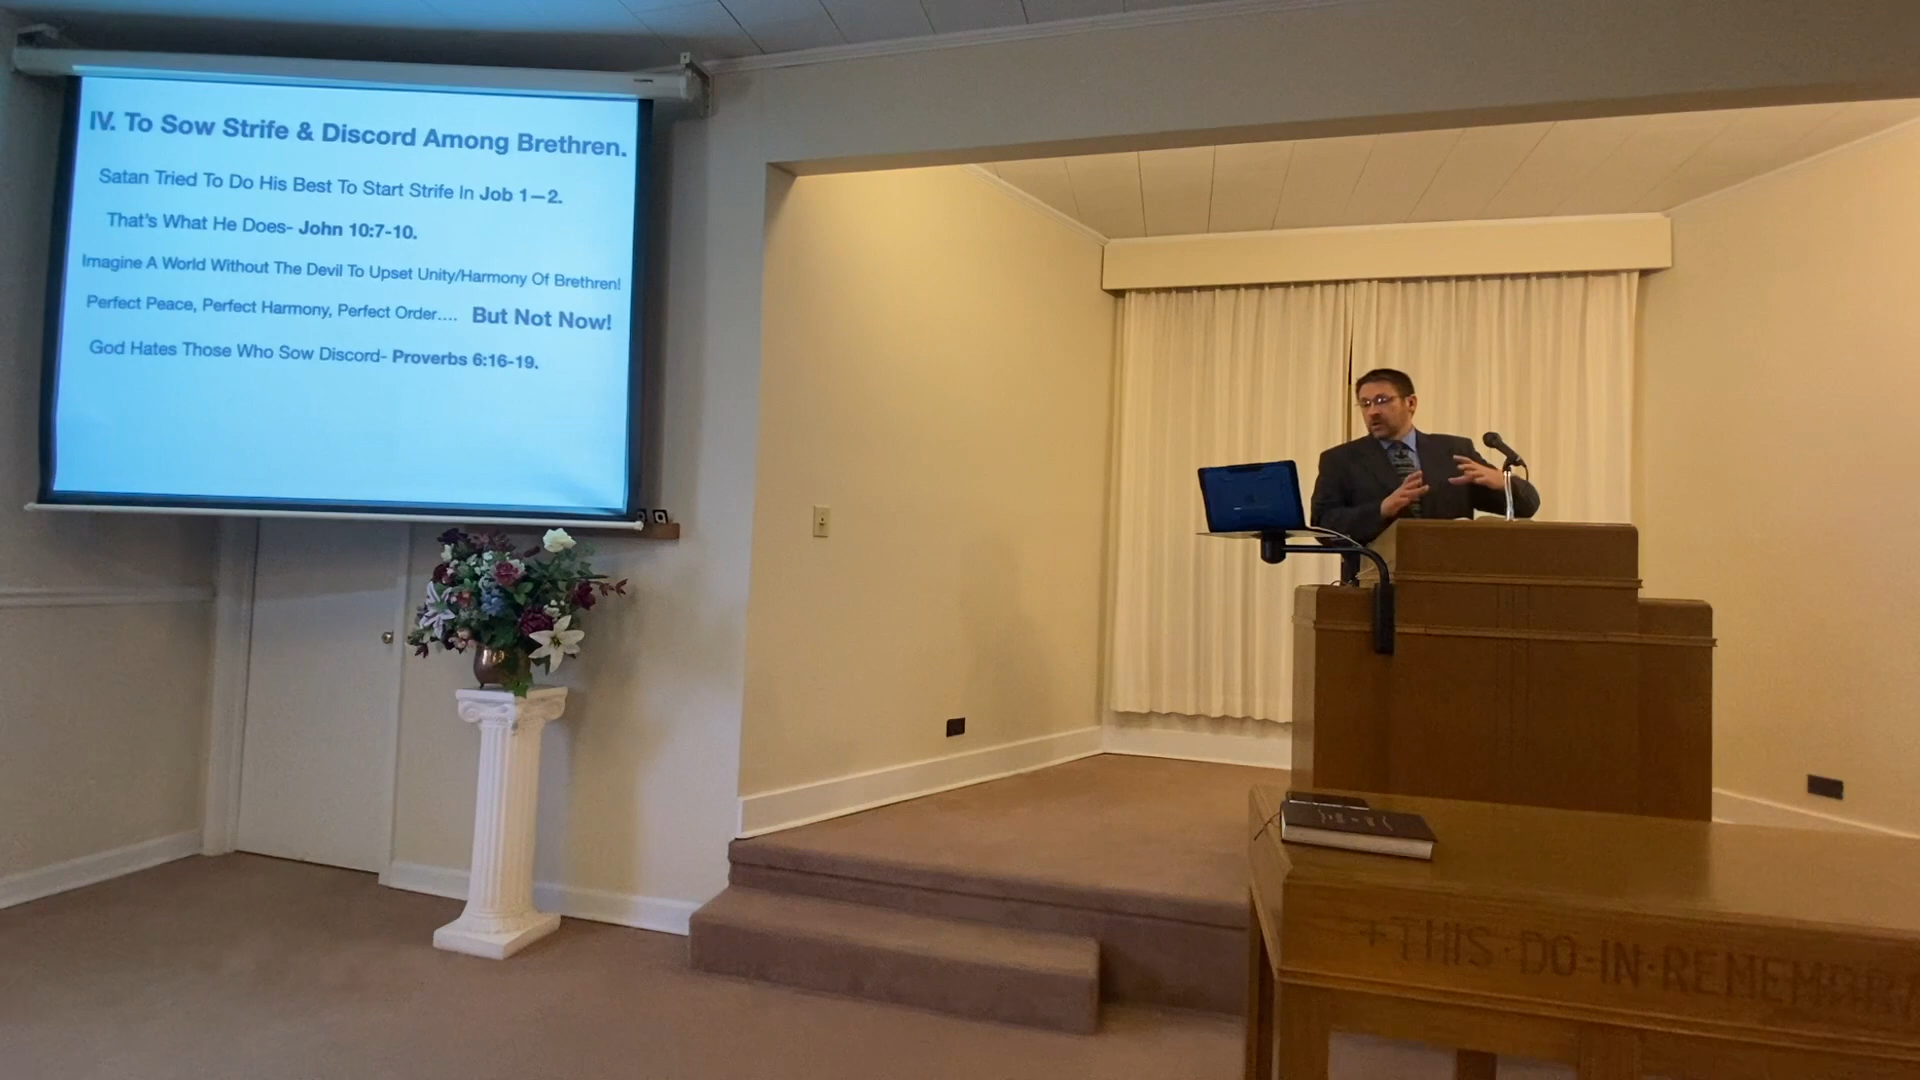 IV. To Sow Strife & Discord Among Brethren.
Satan Tried To Do His Best To Start Strife In Job 1—2.
That's What He Does- John 10:7-10.
Imagine A World Without The Devil To Upset Unity/Harmony Of Brethren!
Perfect Peace, Perfect Harmony, Perfect Order.... But Not Now!
God Hates Those Who Sow Discord- Proverbs 6:16-19.
+THIS·DO·IN·REMEMBRA